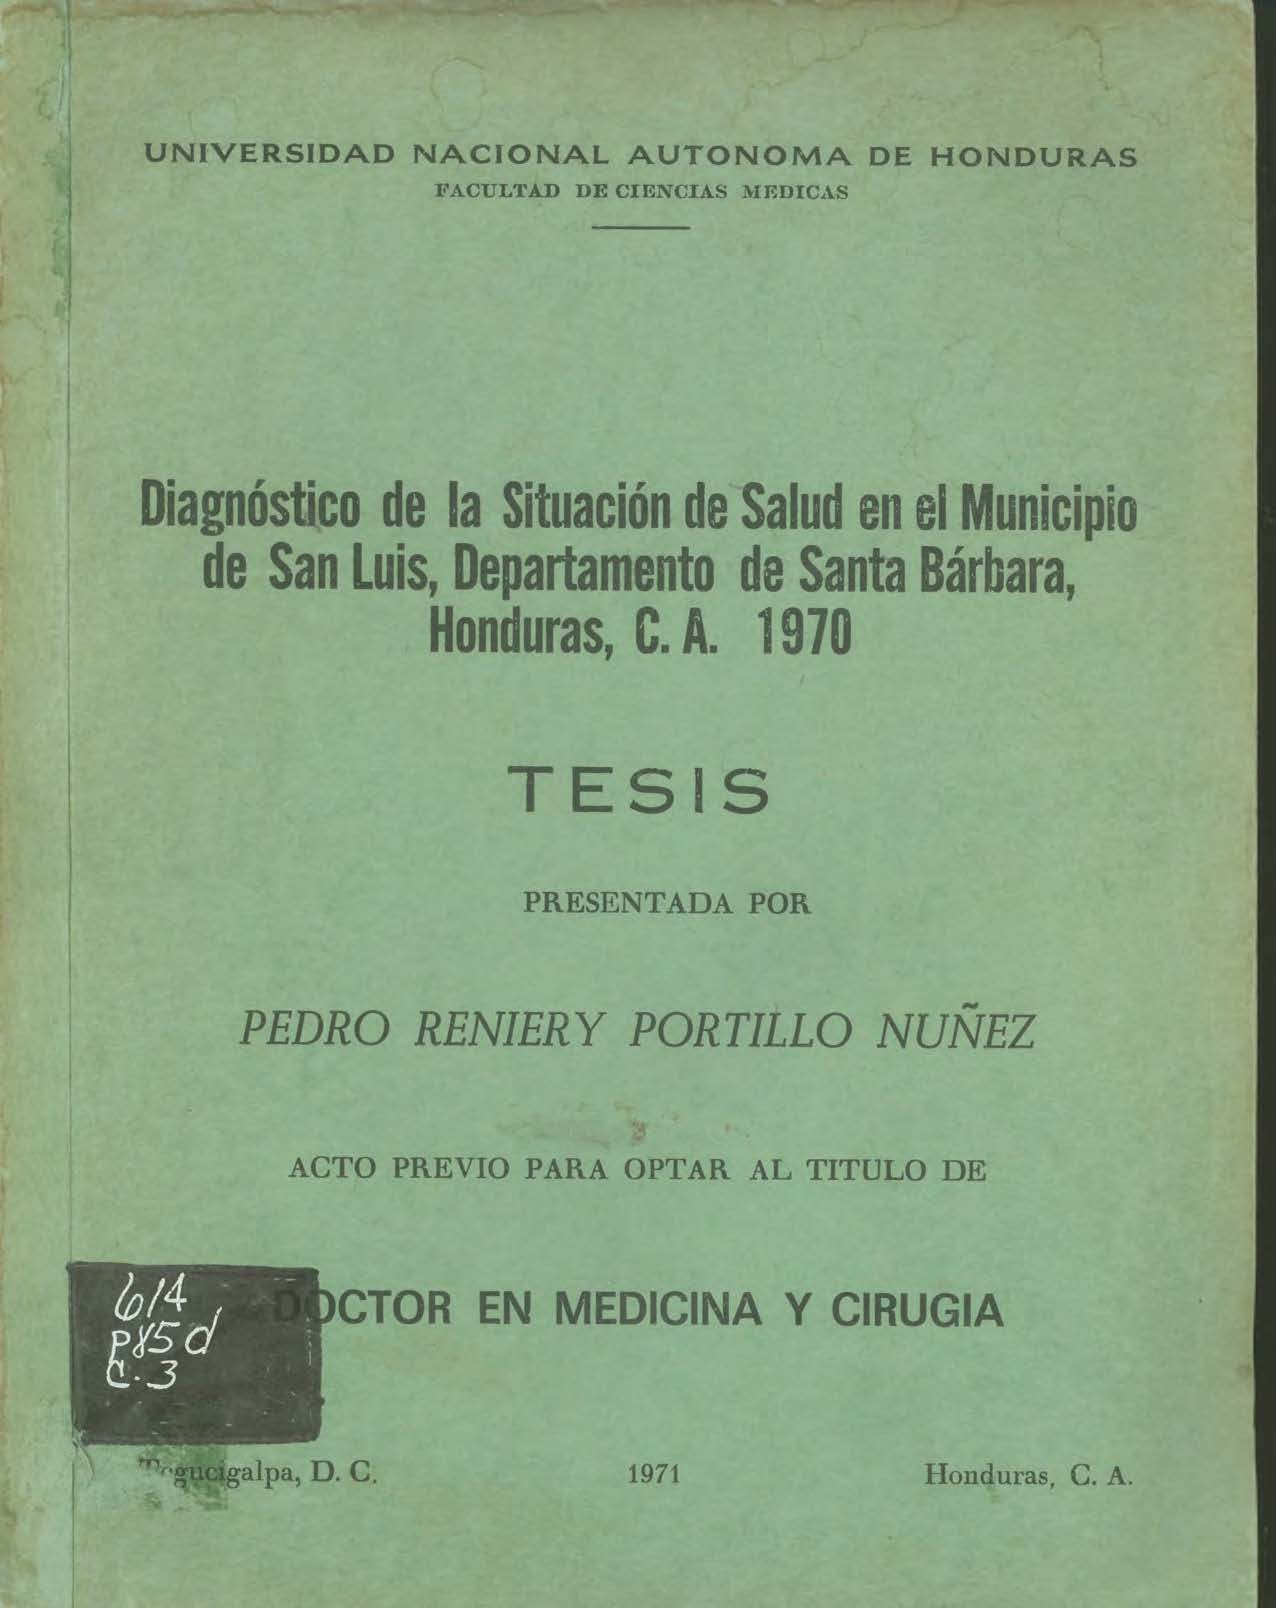 UNIVERSIDAD NACIONAL AUTONOMA DE HONDURAS
FACULTAD DE CIENCIAS MEDICAS
Diagnóstico de la Situación de Salud en el Municipio
de San Luis, Departamento de Santa Bárbara,
Honduras, C. A. 1970
TESIS
PRESENTADA POR
PEDRO RENIERY PORTILLO NUÑEZ
ACTO PREVIO PARA OPTAR AL TITULO DE
DOCTOR EN MEDICINA Y CIRUGIA
614
P85d
C.3
Tegucigalpa, D. C. 1971 Honduras, C. A.